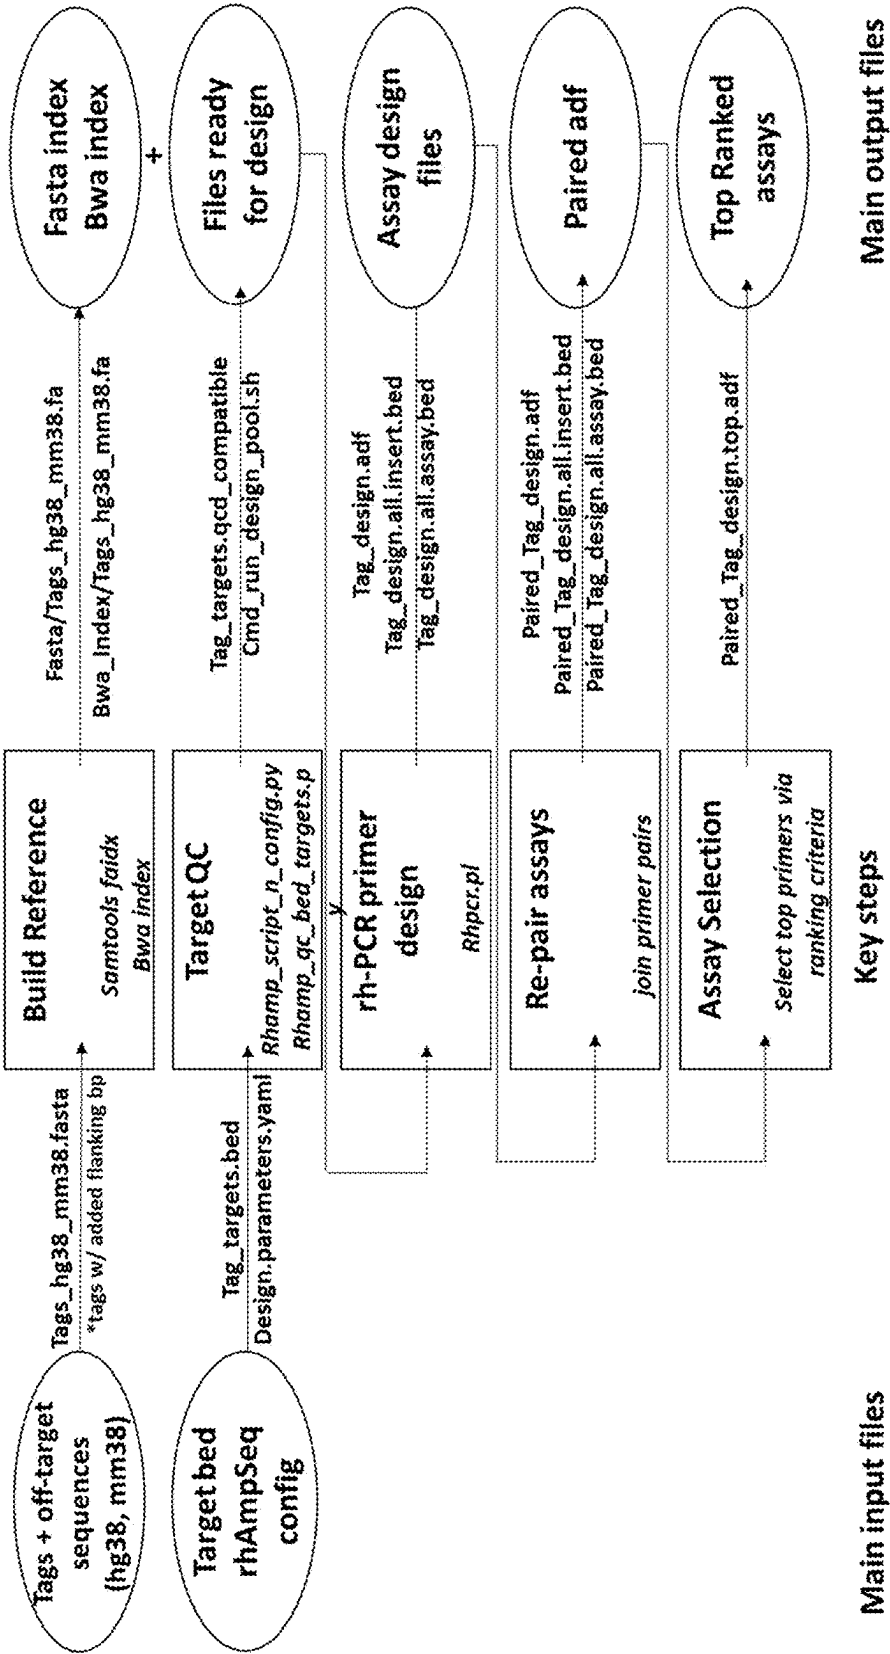 Tags + off-target
sequences
(hg38, mm38)
Tags_hg38_mm38.fasta
*tags w/ added flanking bp
Build Reference
Samtools faidx
Bwa index
Fasta/Tags_hg38_mm38.fa
Bwa_Index/Tags_hg38_mm38.fa
Fasta index
Bwa index
+
Target bed
rhAmpSeq
config
Tag_targets.bed
Design.parameters.yaml
Target QC
Rhamp_script_n_config.py
Rhamp_qc_bed_targets.p
y
Tag_targets.qcd_compatible
Cmd_run_design_pool.sh
Files ready
for design
rh-PCR primer
design
Rhpcr.pl
Tag_design.adf
Tag_design.all.insert.bed
Tag_design.all.assay.bed
Assay design
files
Re-pair assays
join primer pairs
Paired_Tag_design.adf
Paired_Tag_design.all.insert.bed
Paired_Tag_design.all.assay.bed
Paired adf
Assay Selection
Select top primers via
ranking criteria
Paired_Tag_design.top.adf
Top Ranked
assays
Main input files
Key steps
Main output files